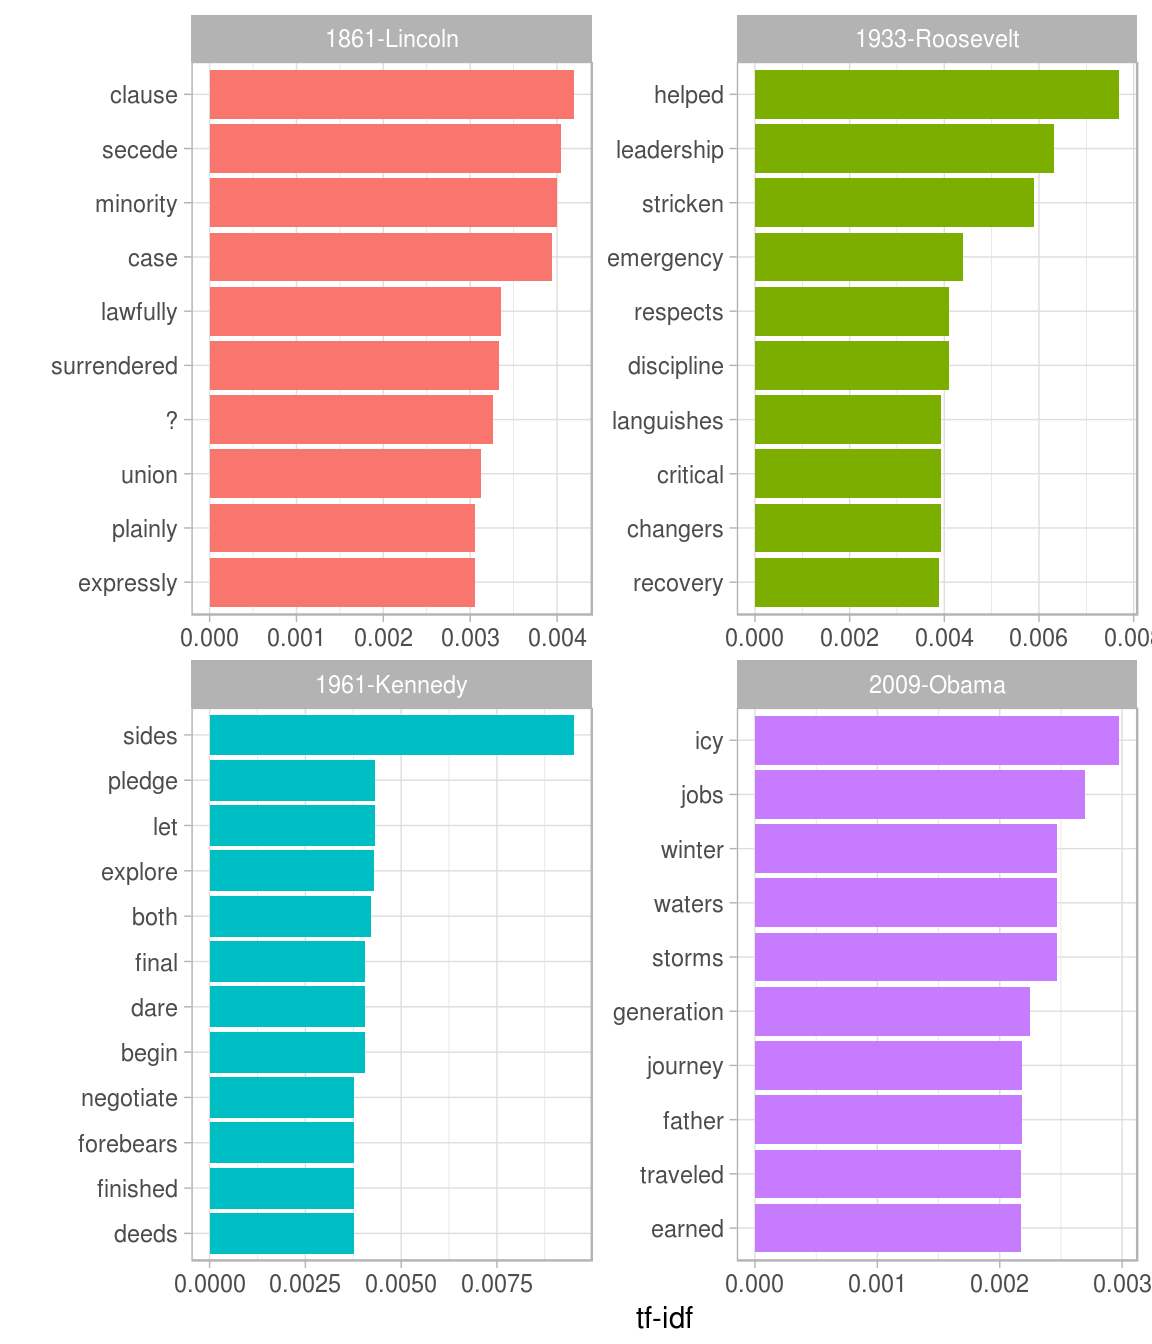 1861-Lincoln
clause
secede
minority
case
lawfully
surrendered
?
union
plainly
expressly
0.000 0.001 0.002 0.003 0.004
1933-Roosevelt
helped
leadership
stricken
emergency
respects
discipline
languishes
critical
changers
recovery
0.000 0.002 0.004 0.006 0.00
1961-Kennedy
sides
pledge
let
explore
both
final
dare
begin
negotiate
forebears
finished
deeds
0.0000 0.0025 0.0050 0.0075
2009-Obama
icy
jobs
winter
waters
storms
generation
journey
father
traveled
earned
0.000 0.001 0.002 0.003
tf-idf